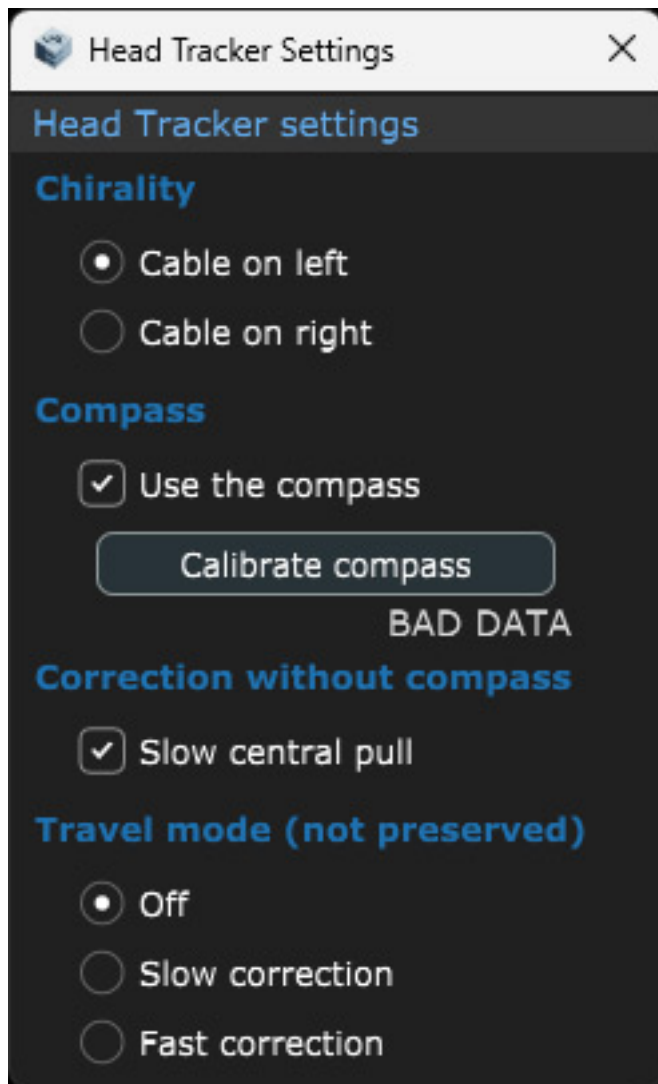 Head Tracker Settings
Head Tracker settings
Chirality
Cable on left
Cable on right
Compass
Use the compass
Calibrate compass
BAD DATA
Correction without compass
Slow central pull
Travel mode (not preserved)
Off
Slow correction
Fast correction